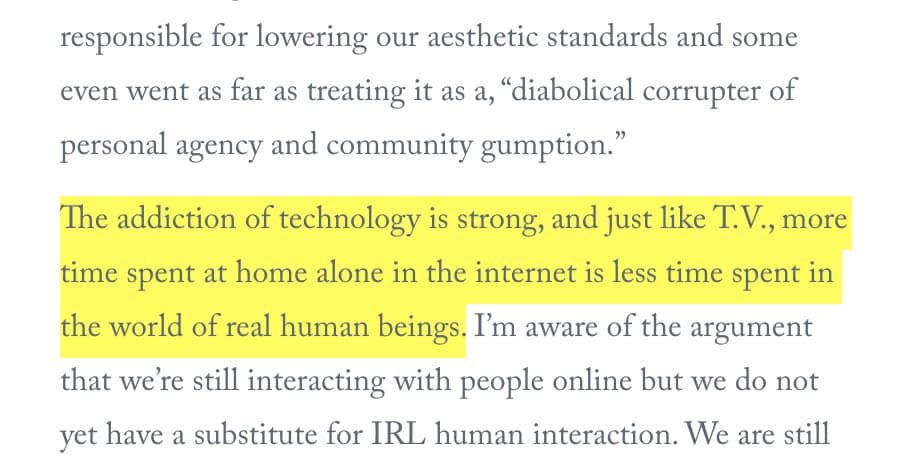 responsible for lowering our aesthetic standards and some
even went as far as treating it as a, “diabolical corrupter of
personal agency and community gumption.”
The addiction of technology is strong, and just like T.V., more
time spent at home alone in the internet is less time spent in
the world of real human beings. I’m aware of the argument
that we’re still interacting with people online but we do not
yet have a substitute for IRL human interaction. We are still